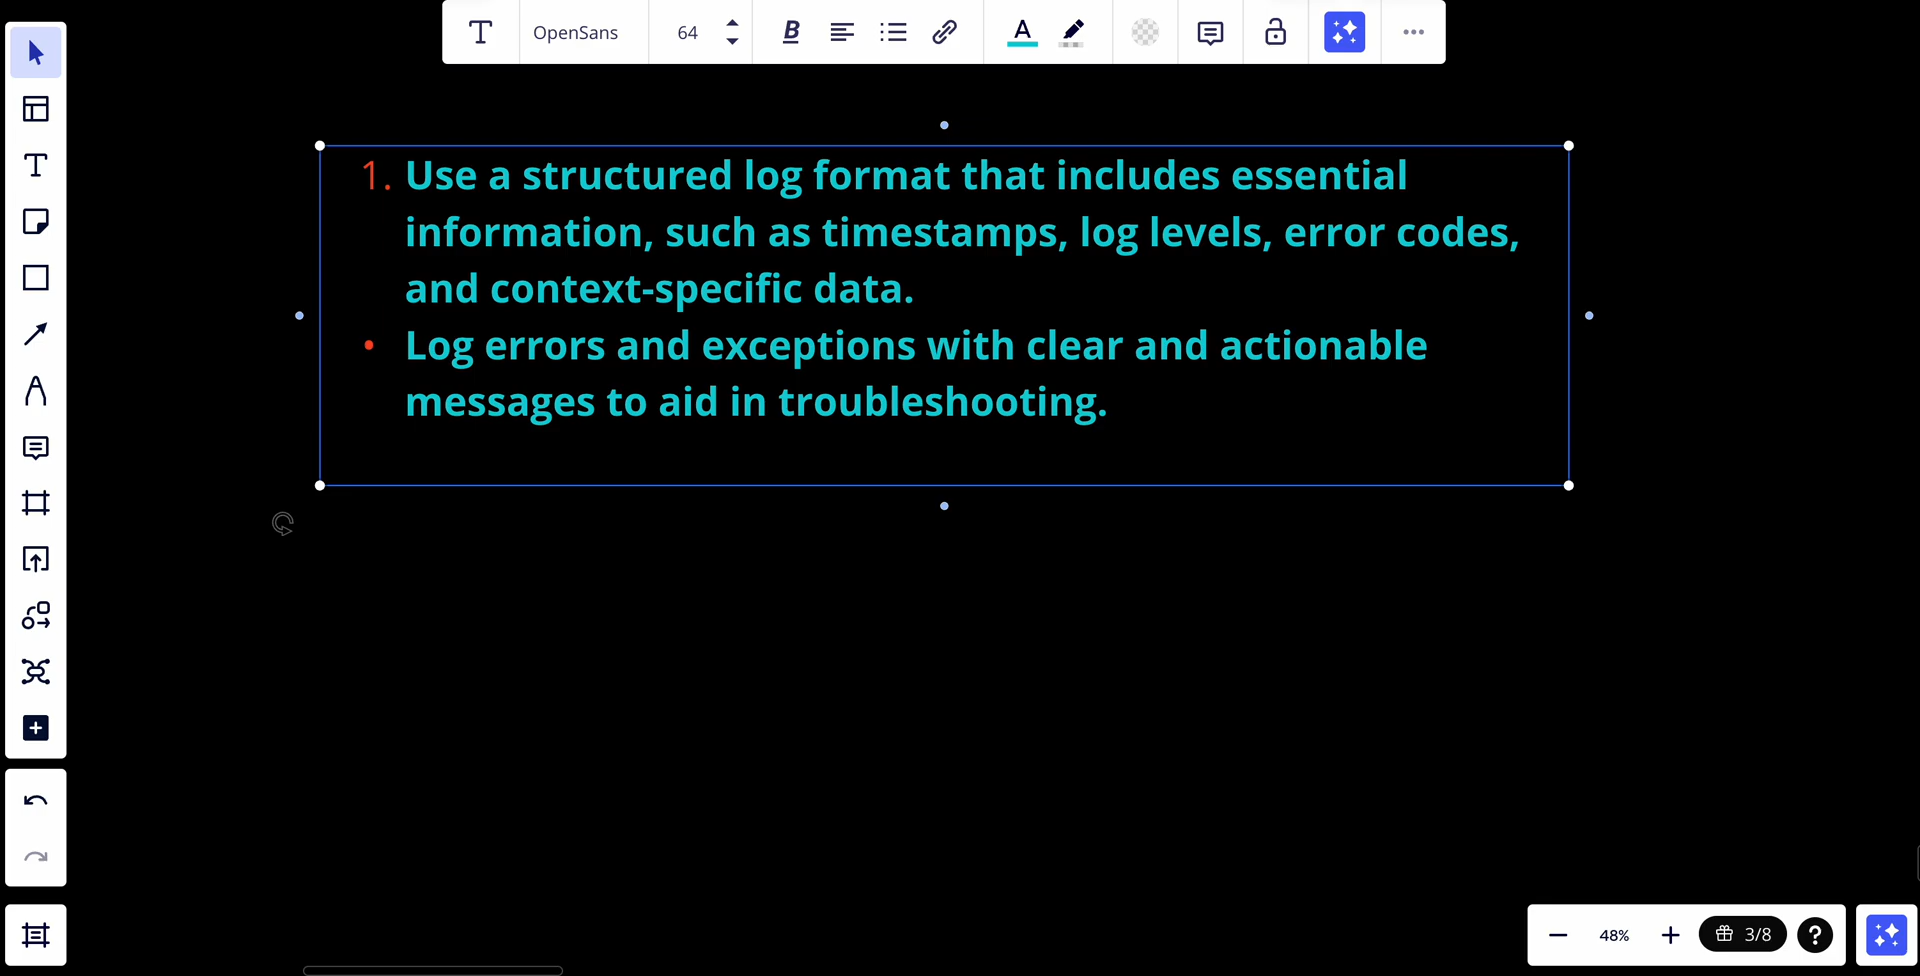 OpenSans 64 B A
1. Use a structured log format that includes essential
information, such as timestamps, log levels, error codes,
and context-specific data.
• Log errors and exceptions with clear and actionable
messages to aid in troubleshooting.
48% 3/8 ?